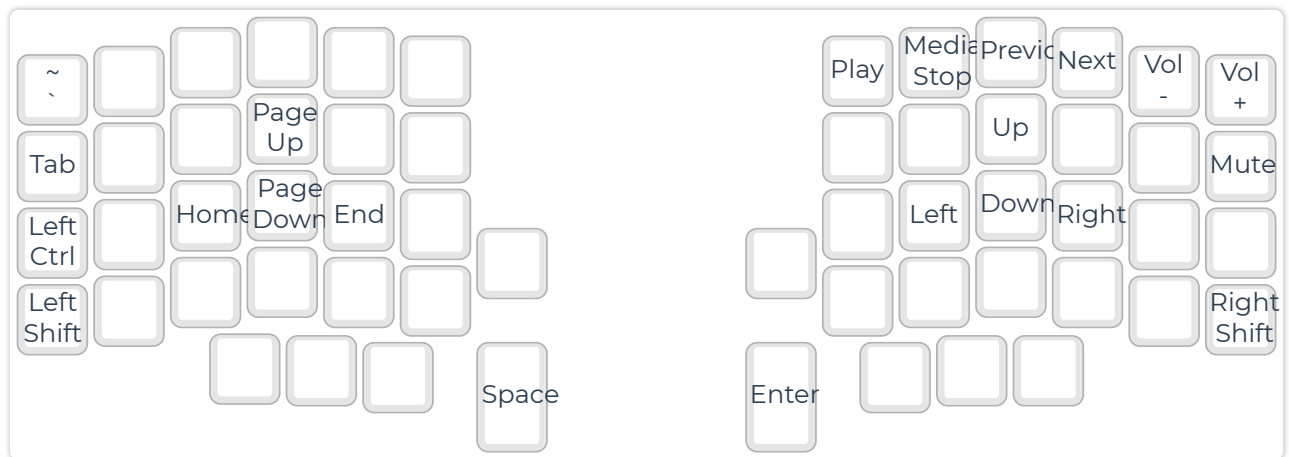 ~
`
Play
Media
Stop
Previo
Next
Vol
-
Vol
+
Tab
Page
Up
Up
Mute
Left
Ctrl
Home
Page
Down
End
Left
Down
Right
Left
Shift
Right
Shift
Space
Enter